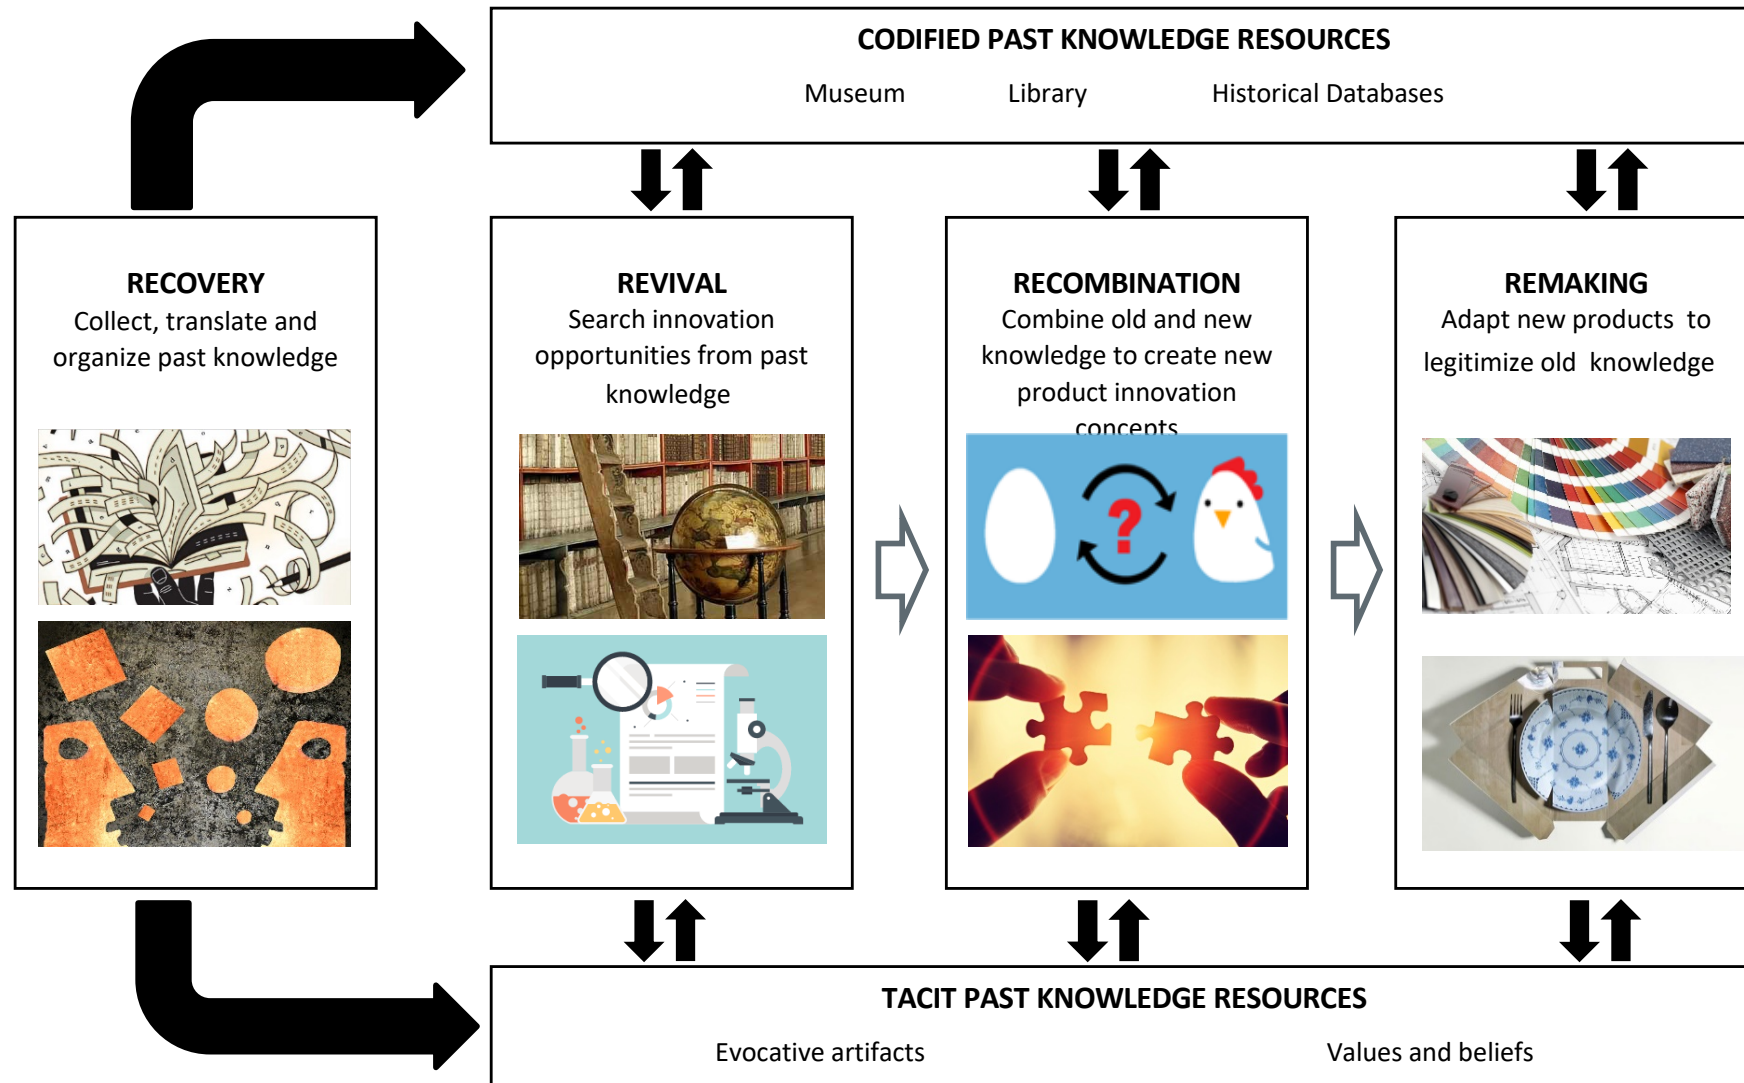 CODIFIED PAST KNOWLEDGE RESOURCES
Museum Library Historical Databases
RECOVERY
Collect, translate and
organize past knowledge
REVIVAL
Search innovation
opportunities from past
knowledge
RECOMBINATION
Combine old and new
knowledge to create new
product innovation
concepts
?
REMAKING
Adapt new products to
legitimize old knowledge
TACIT PAST KNOWLEDGE RESOURCES
Evocative artifacts Values and beliefs